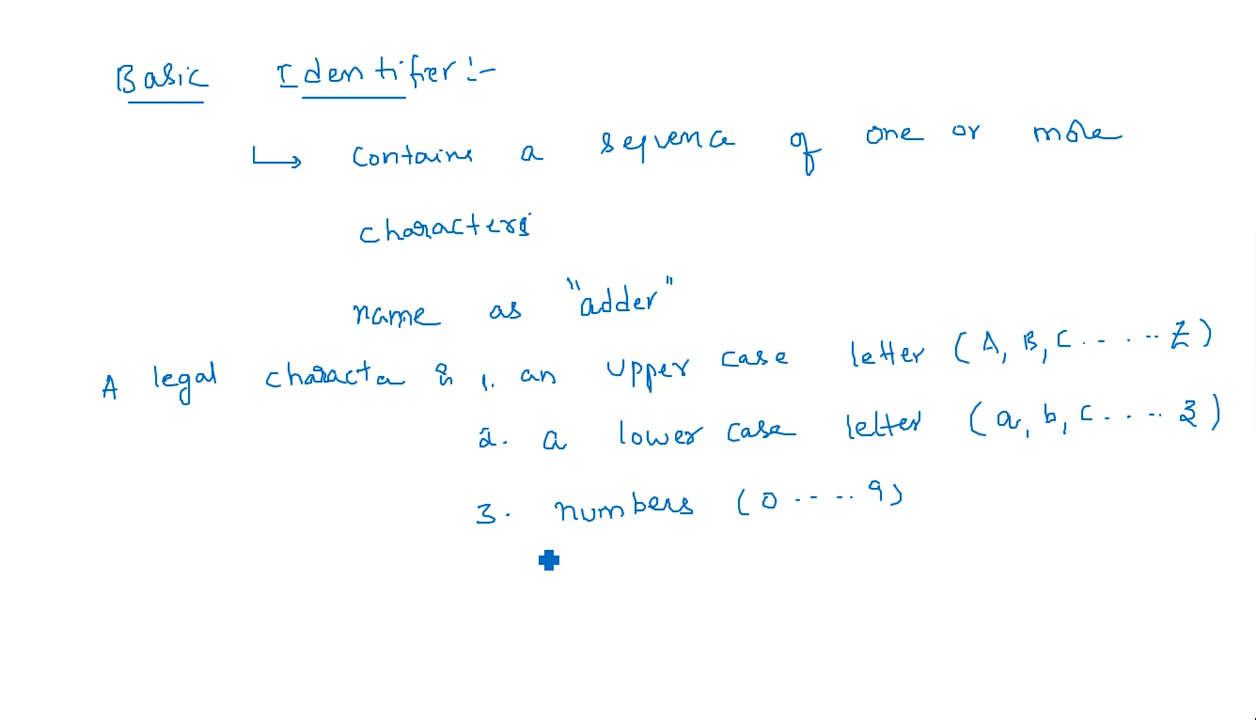 Basic Identifier :-
↳ Contains a sequence of one or more
characters
name as "adder"
A legal character is 1. an upper case letter (A, B, C - . - -- Z)
2. a lower case letter (a, b, c - . . -. z)
3. numbers (0 -- -.. 9)